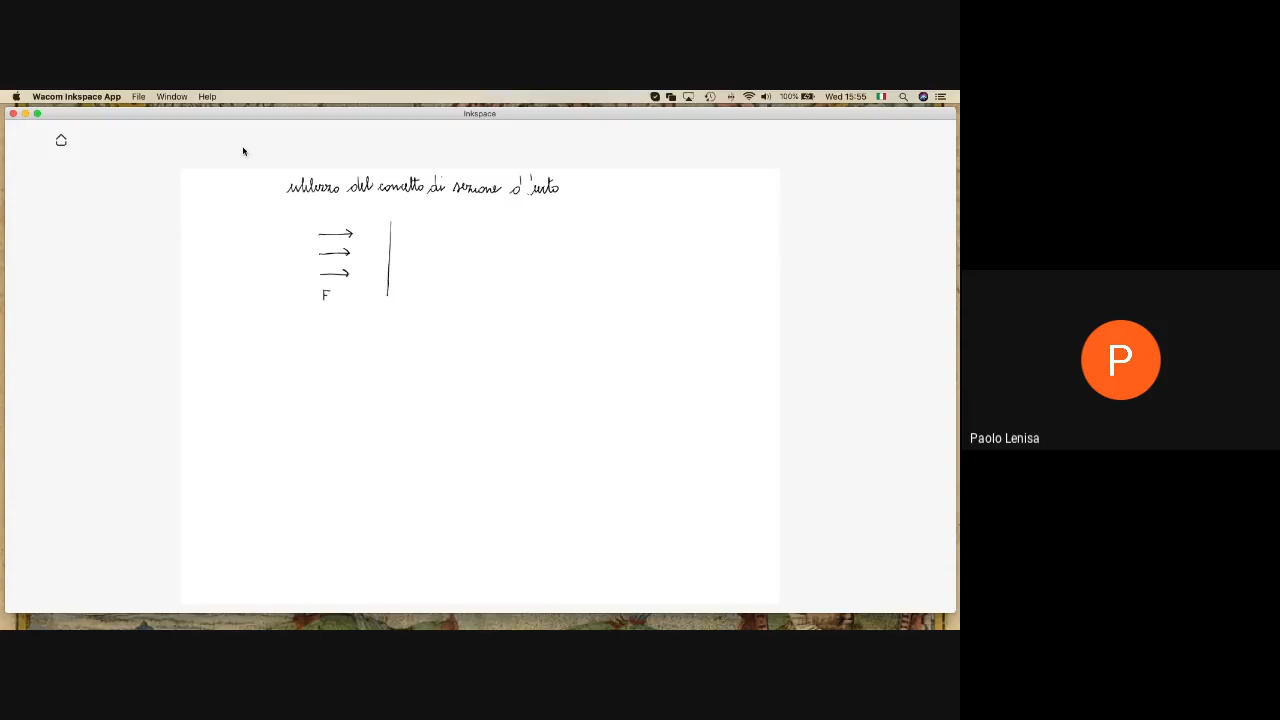 Wacom Inkspace App File Window Help 100% Wed 15:55
Inkspace
utilizzo del concetto di sezione d'urto
F
P
Paolo Lenisa